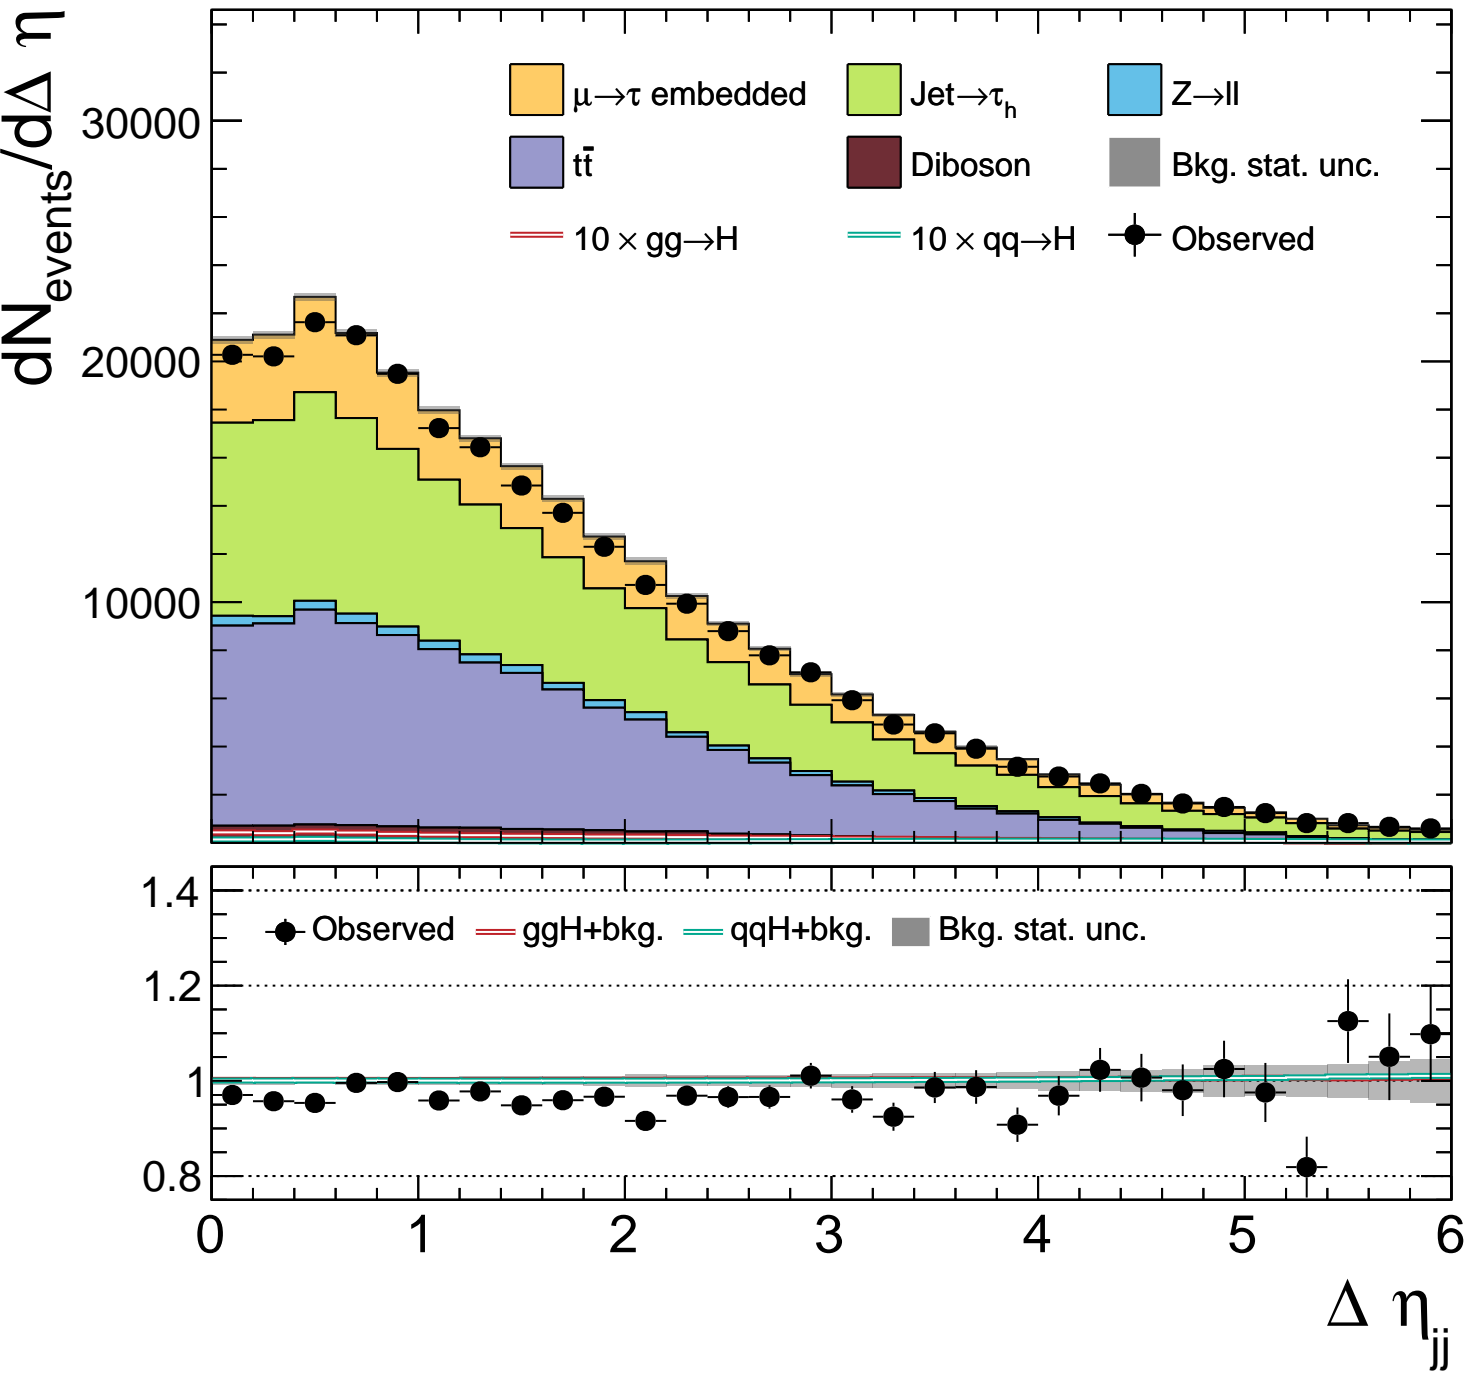 dN_events/dΔ η
30000
20000
10000
μ→τ embedded
Jet→τ_h
Z→ll
tt̄
Diboson
Bkg. stat. unc.
10 × gg→H
10 × qq→H
Observed
1.4
1.2
1
0.8
Observed
ggH+bkg.
qqH+bkg.
Bkg. stat. unc.
0 1 2 3 4 5 6
Δ η_jj